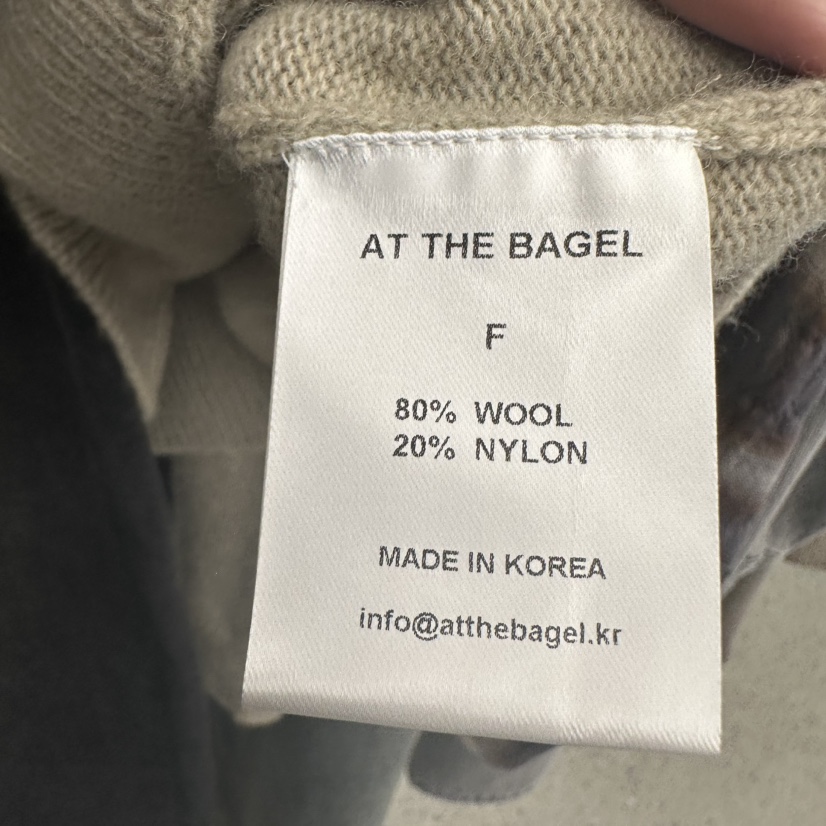 AT THE BAGEL
F
80% WOOL
20% NYLON
MADE IN KOREA
info@atthebagel.kr